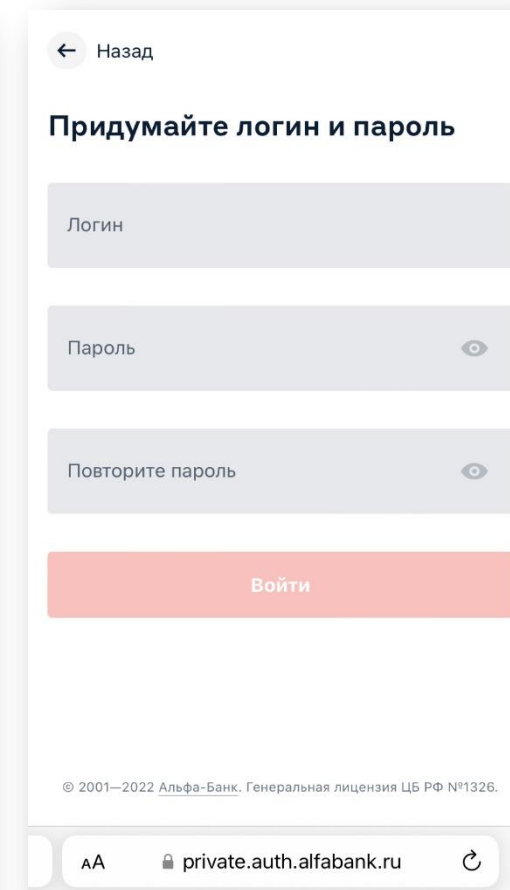 Назад
Придумайте логин и пароль
Логин
Пароль
Повторите пароль
Войти
© 2001—2022 Альфа-Банк. Генеральная лицензия ЦБ РФ №1326.
АА private.auth.alfabank.ru